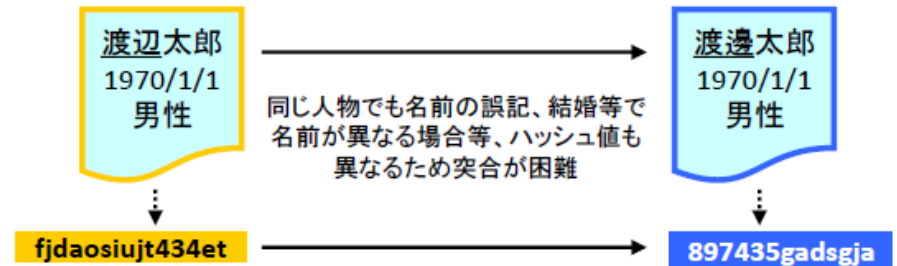 渡辺太郎
1970/1/1
男性
同じ人物でも名前の誤記、結婚等で
名前が異なる場合等、ハッシュ値も
異なるため突合が困難
渡邊太郎
1970/1/1
男性
fjdaosiujt434et
897435gadsgja